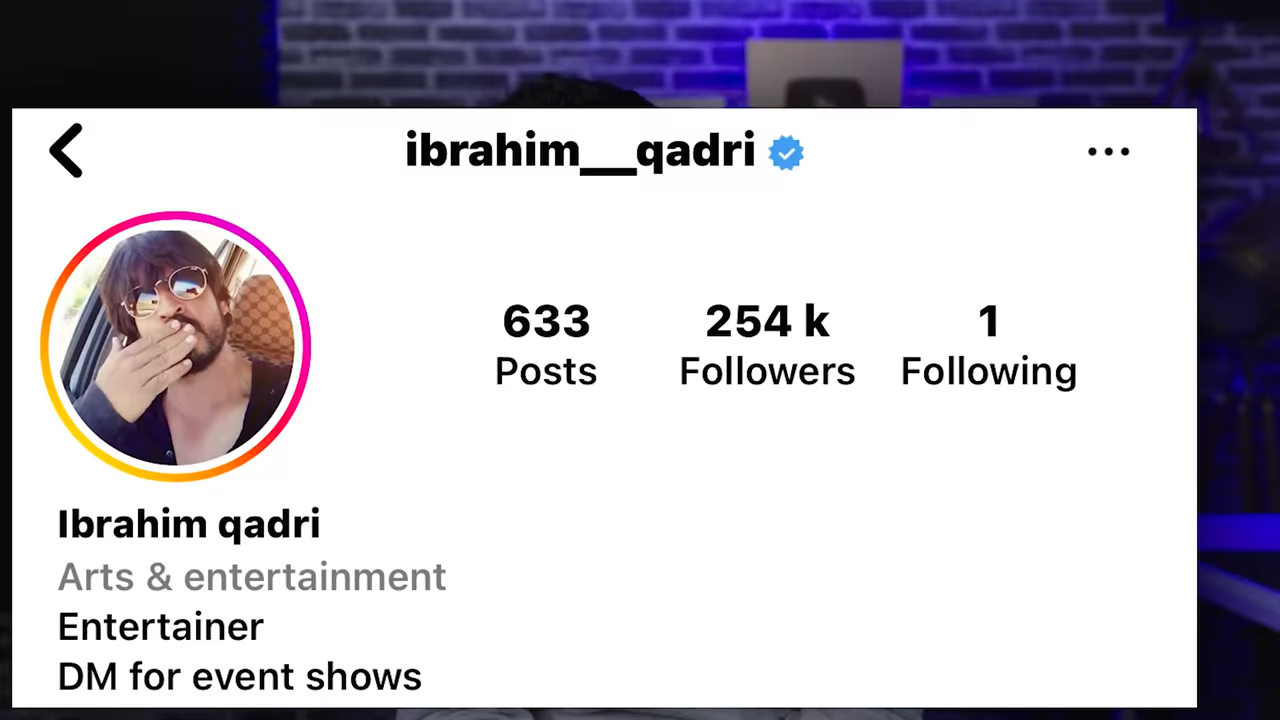 ibrahim__qadri
633 254 k 1
Posts Followers Following
Ibrahim qadri
Arts & entertainment
Entertainer
DM for event shows